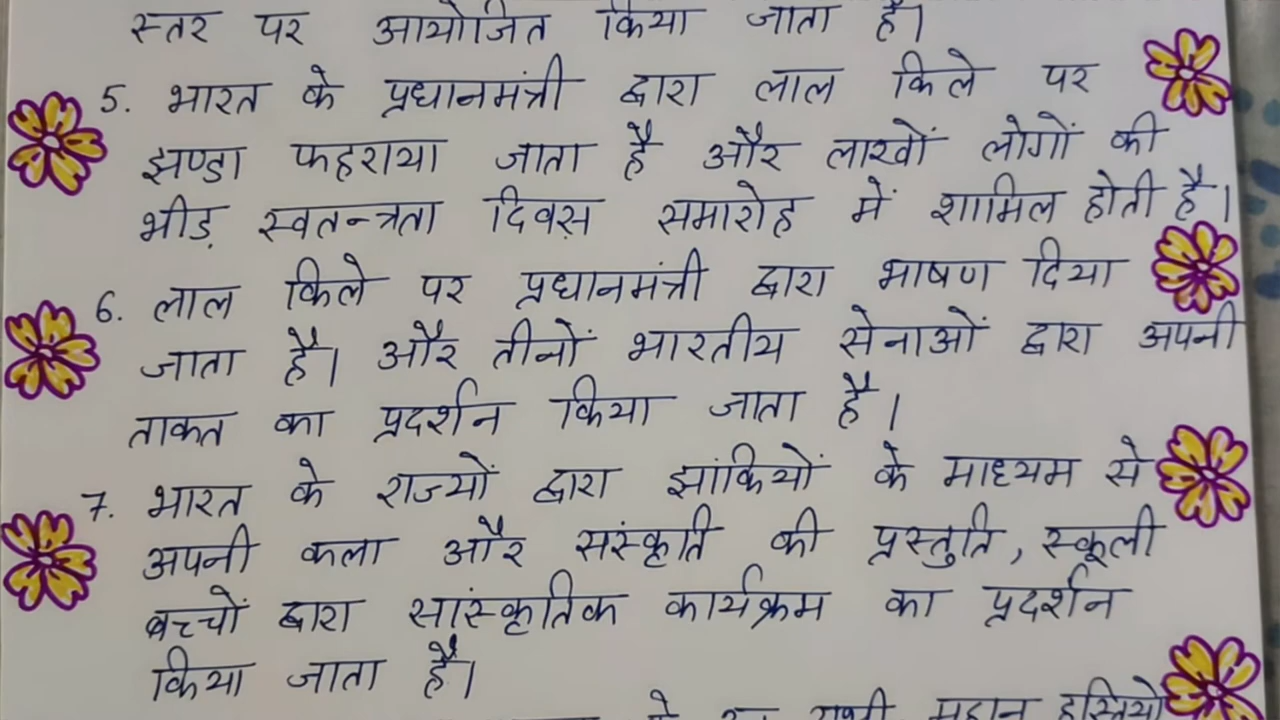 स्तर पर आयोजित किया जाता है।
5. भारत के प्रधानमंत्री द्वारा लाल किले पर
झण्डा फहराया जाता है और लाखों लोगों की
भीड़ स्वतन्त्रता दिवस समारोह में शामिल होती है।
6. लाल किले पर प्रधानमंत्री द्वारा भाषण दिया
जाता है। और तीनों भारतीय सेनाओं द्वारा अपनी
ताकत का प्रदर्शन किया जाता है।
7. भारत के राज्यों द्वारा झांकियों के माध्यम से
अपनी कला और संस्कृति की प्रस्तुति, स्कूली
बच्चों द्वारा सांस्कृतिक कार्यक्रम का प्रदर्शन
किया जाता है।
महान हस्तियों